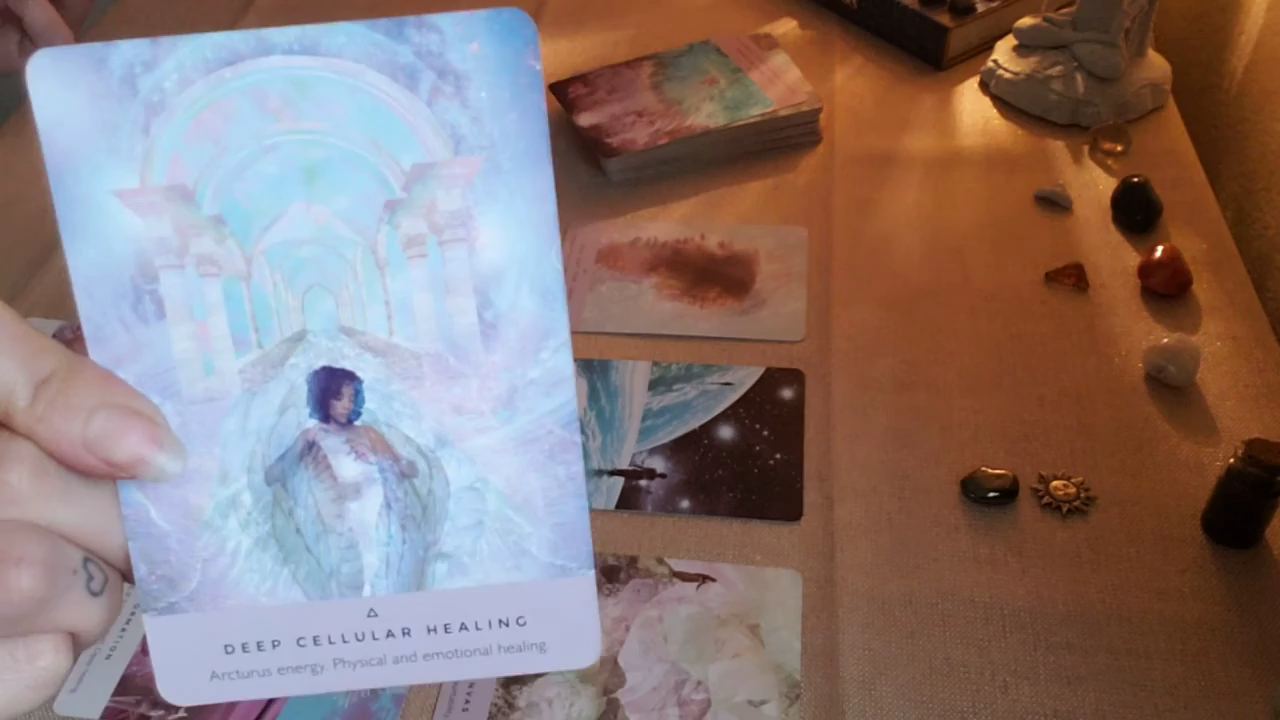 DEEP CELLULAR HEALING
Arcturus energy. Physical and emotional healing.